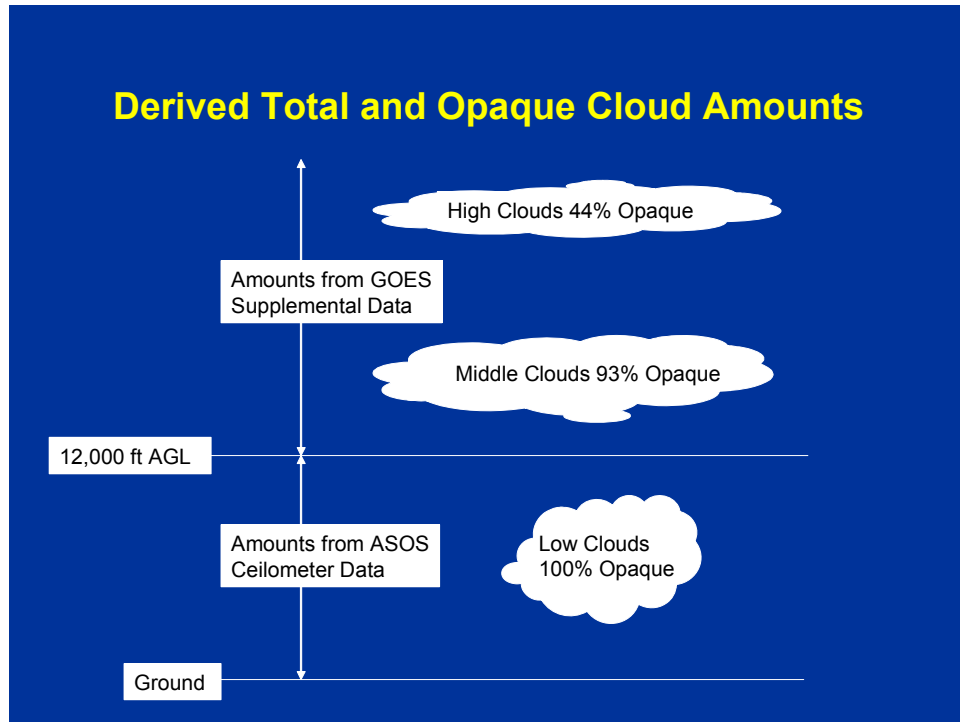 Derived Total and Opaque Cloud Amounts
High Clouds 44% Opaque
Amounts from GOES
Supplemental Data
Middle Clouds 93% Opaque
12,000 ft AGL
Amounts from ASOS
Ceilometer Data
Low Clouds
100% Opaque
Ground